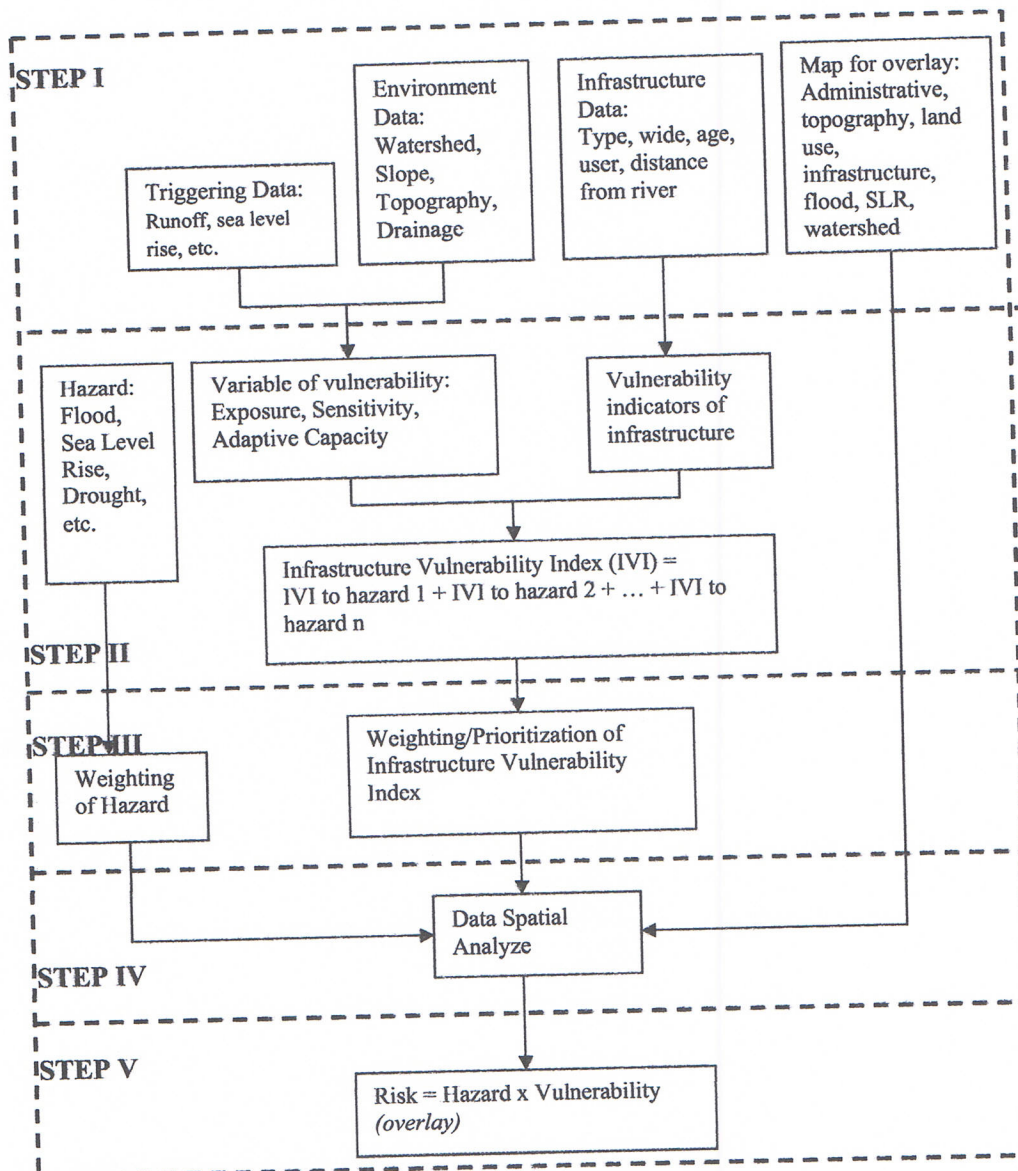 STEP I
Triggering Data:
Runoff, sea level
rise, etc.
Environment
Data:
Watershed,
Slope,
Topography,
Drainage
Infrastructure
Data:
Type, wide, age,
user, distance
from river
Map for overlay:
Administrative,
topography, land
use,
infrastructure,
flood, SLR,
watershed
Hazard:
Flood,
Sea Level
Rise,
Drought,
etc.
Variable of vulnerability:
Exposure, Sensitivity,
Adaptive Capacity
Vulnerability
indicators of
infrastructure
Infrastructure Vulnerability Index (IVI) =
IVI to hazard 1 + IVI to hazard 2 + ... + IVI to
hazard n
STEP II
STEP III
Weighting
of Hazard
Weighting/Prioritization of
Infrastructure Vulnerability
Index
Data Spatial
Analyze
STEP IV
STEP V
Risk = Hazard x Vulnerability
(overlay)